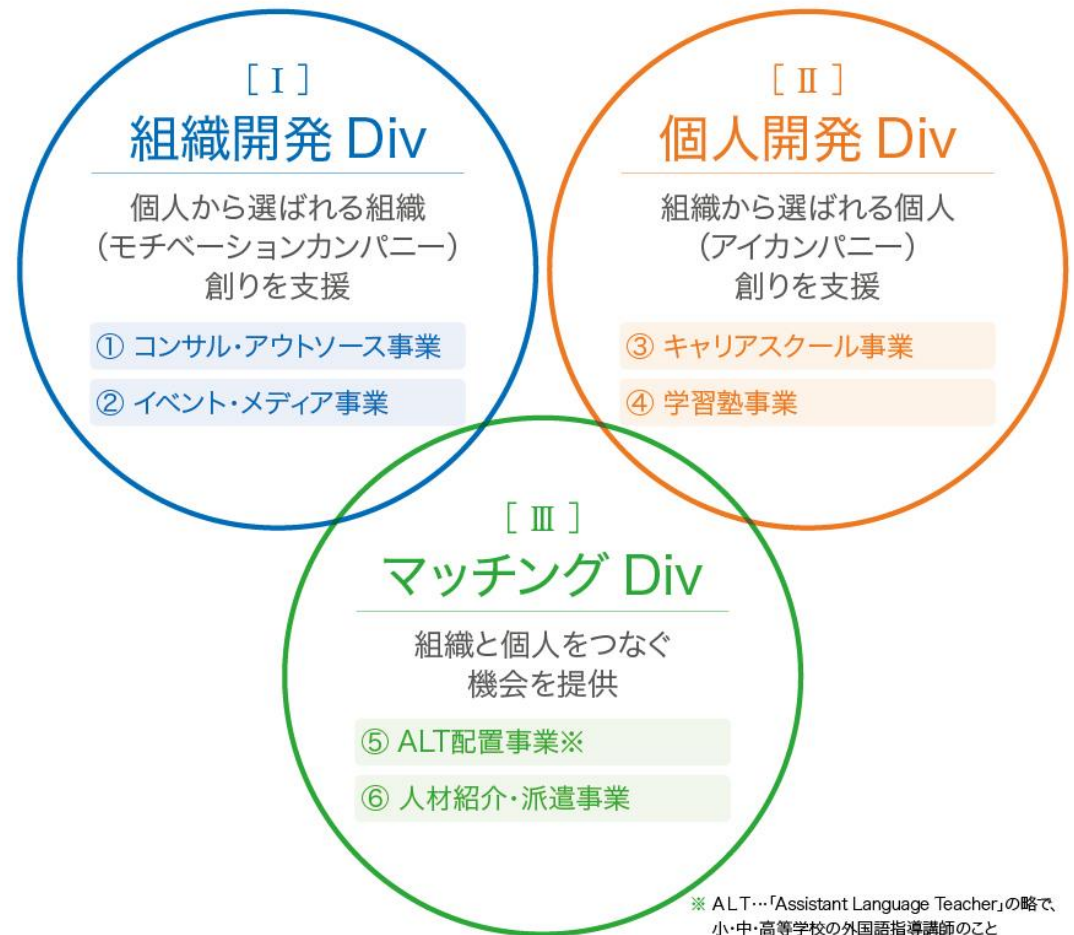 [ Ⅰ ]
組織開発 Div
個人から選ばれる組織
（モチベーションカンパニー）
創りを支援
① コンサル・アウトソース事業
② イベント・メディア事業
[ Ⅱ ]
個人開発 Div
組織から選ばれる個人
（アイカンパニー）
創りを支援
③ キャリアスクール事業
④ 学習塾事業
[ Ⅲ ]
マッチング Div
組織と個人をつなぐ
機会を提供
⑤ ALT配置事業※
⑥ 人材紹介・派遣事業
※ ALT…「Assistant Language Teacher」の略で、
小・中・高等学校の外国語指導講師のこと